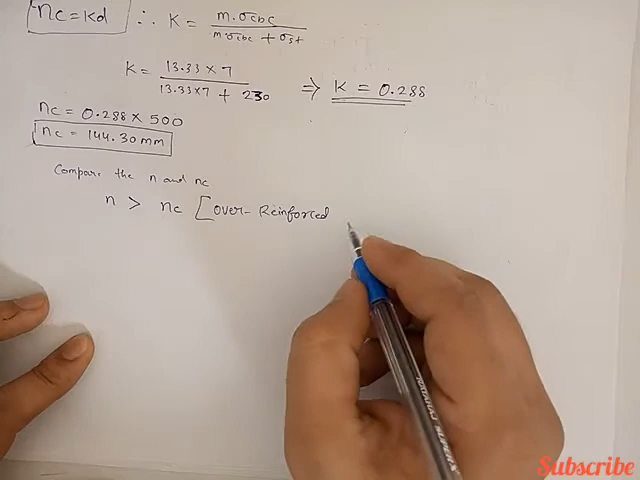 nc = kd ∴ K = m.σcbc / m.σcbc + σst
K = 13.33 × 7 / 13.33×7 + 230 ⇒ K = 0.288
nc = 0.288 × 500
nc = 144.30 mm
Compare the n and nc
n > nc [over-Reinforced
Subscribe